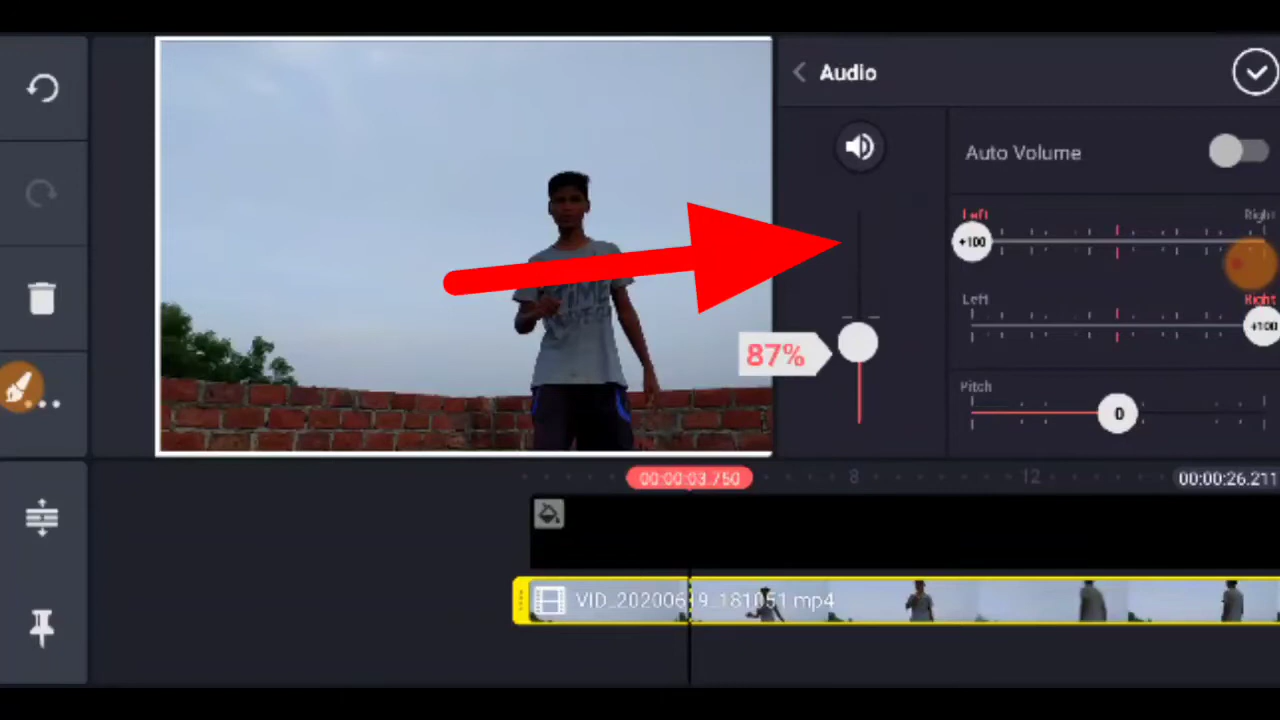 Audio
Auto Volume
Left Right
+100
Left Right
+100
87%
Pitch
0
00:00:03.750 8 12 00:00:26.211
TIME